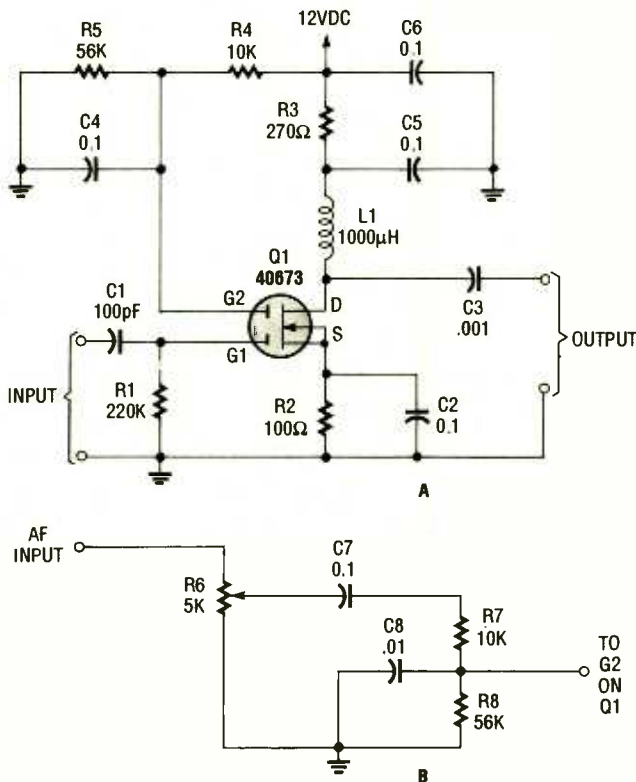 12VDC
R5
56K
R4
10K
C6
0.1
R3
270Ω
C4
0.1
C5
0.1
L1
1000µH
Q1
40673
C1
100pF
G2
D
S
G1
C3
.001
INPUT
OUTPUT
R1
220K
R2
100Ω
C2
0.1
A
AF
INPUT
C7
0.1
R6
5K
R7
10K
C8
.01
R8
56K
TO
G2
ON
Q1
B